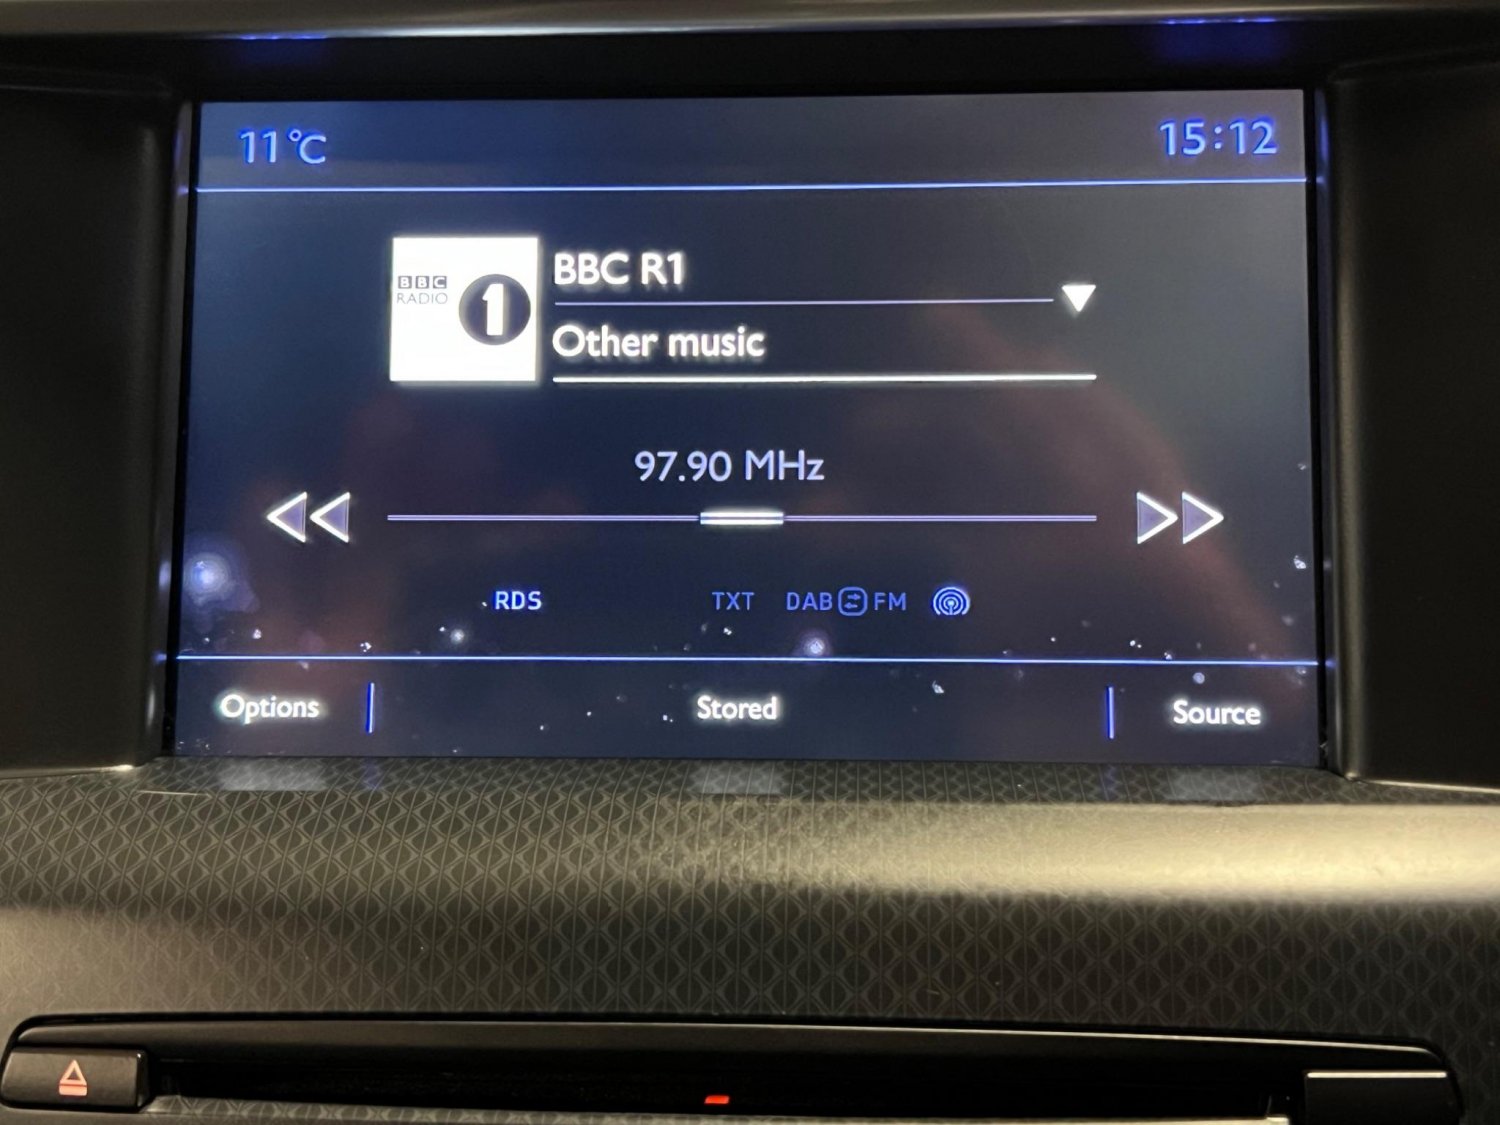 11°C 15:12
BBC RADIO 1
BBC R1
Other music
97.90 MHz
RDS TXT DAB FM
Options Stored Source